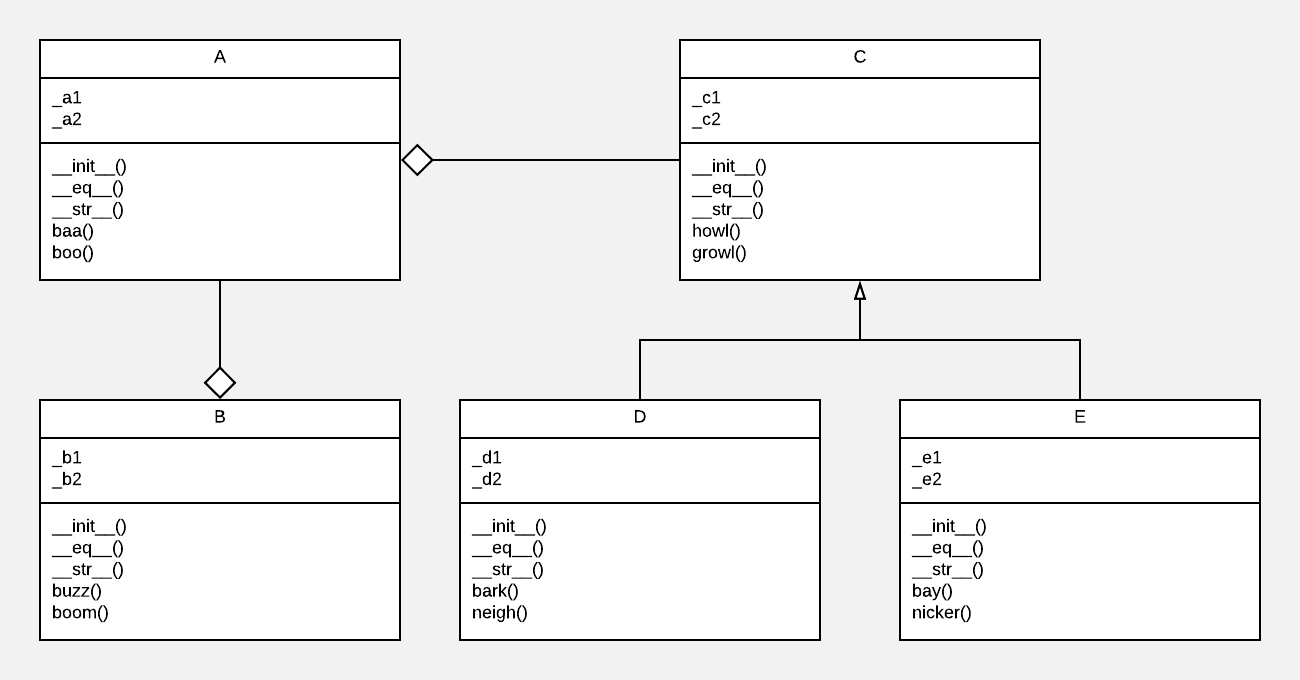 A
_a1
_a2
__init__()
__eq__()
__str__()
baa()
boo()
C
_c1
_c2
__init__()
__eq__()
__str__()
howl()
growl()
B
_b1
_b2
__init__()
__eq__()
__str__()
buzz()
boom()
D
_d1
_d2
__init__()
__eq__()
__str__()
bark()
neigh()
E
_e1
_e2
__init__()
__eq__()
__str__()
bay()
nicker()